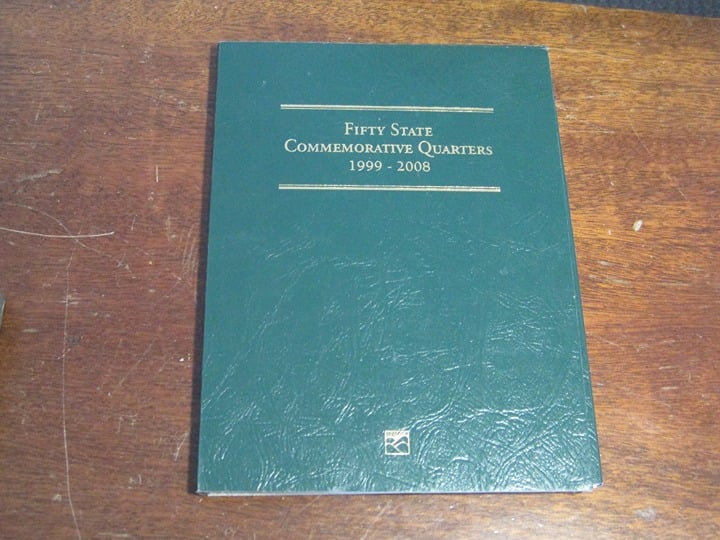 FIFTY STATE
COMMEMORATIVE QUARTERS
1999 - 2008